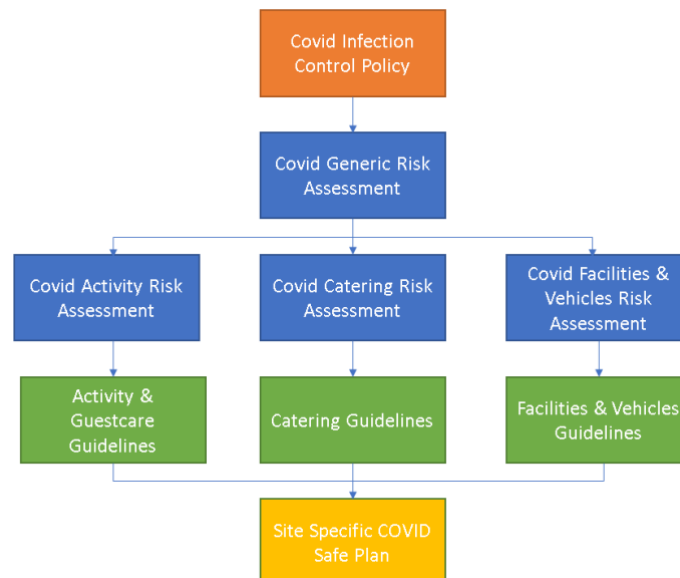 Covid Infection
Control Policy
Covid Generic Risk
Assessment
Covid Activity Risk
Assessment
Covid Catering Risk
Assessment
Covid Facilities &
Vehicles Risk
Assessment
Activity &
Guestcare
Guidelines
Catering Guidelines
Facilities & Vehicles
Guidelines
Site Specific COVID
Safe Plan